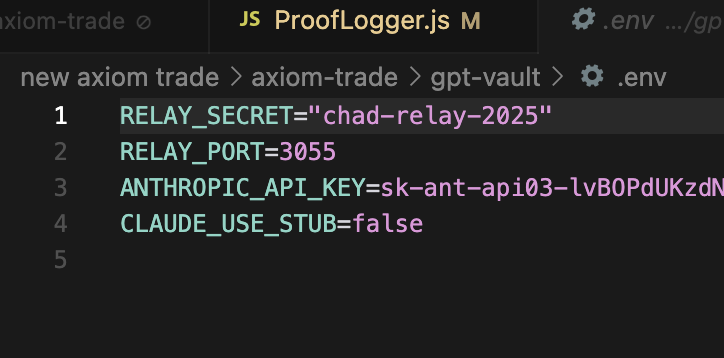 axiom-trade
JS ProofLogger.js M
.env .../gp
new axiom trade > axiom-trade > gpt-vault > .env
1 RELAY_SECRET="chad-relay-2025"
2 RELAY_PORT=3055
3 ANTHROPIC_API_KEY=sk-ant-api03-lvBOPdUKzdN
4 CLAUDE_USE_STUB=false
5